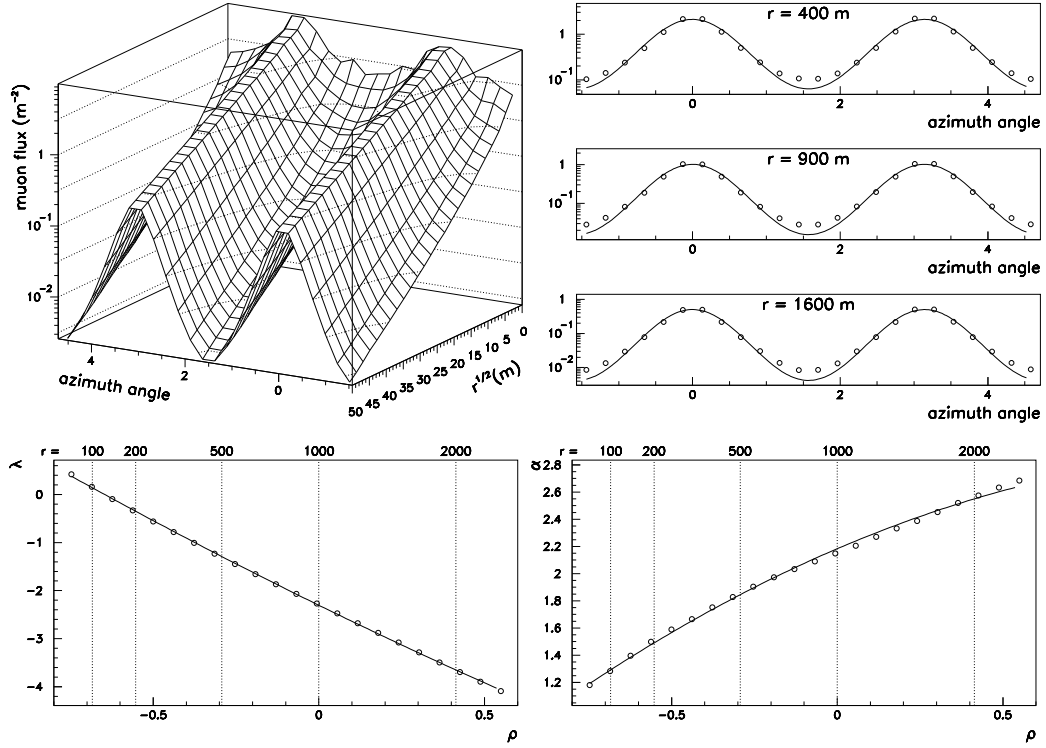 muon flux (m⁻²)
1
10⁻¹
10⁻²
4
2
0
azimuth angle
50 45 40 35 30 25 20 15 10 5 0
r^1/2(m)
r = 400 m
1
10⁻¹
0 2 4
azimuth angle
r = 900 m
1
10⁻¹
0 2 4
azimuth angle
r = 1600 m
1
10⁻¹
10⁻²
0 2 4
azimuth angle
r = 100 200 500 1000 2000
λ
0
-1
-2
-3
-4
-0.5 0 0.5
ρ
r = 100 200 500 1000 2000
α
2.8
2.6
2.4
2.2
2
1.8
1.6
1.4
1.2
-0.5 0 0.5
ρ